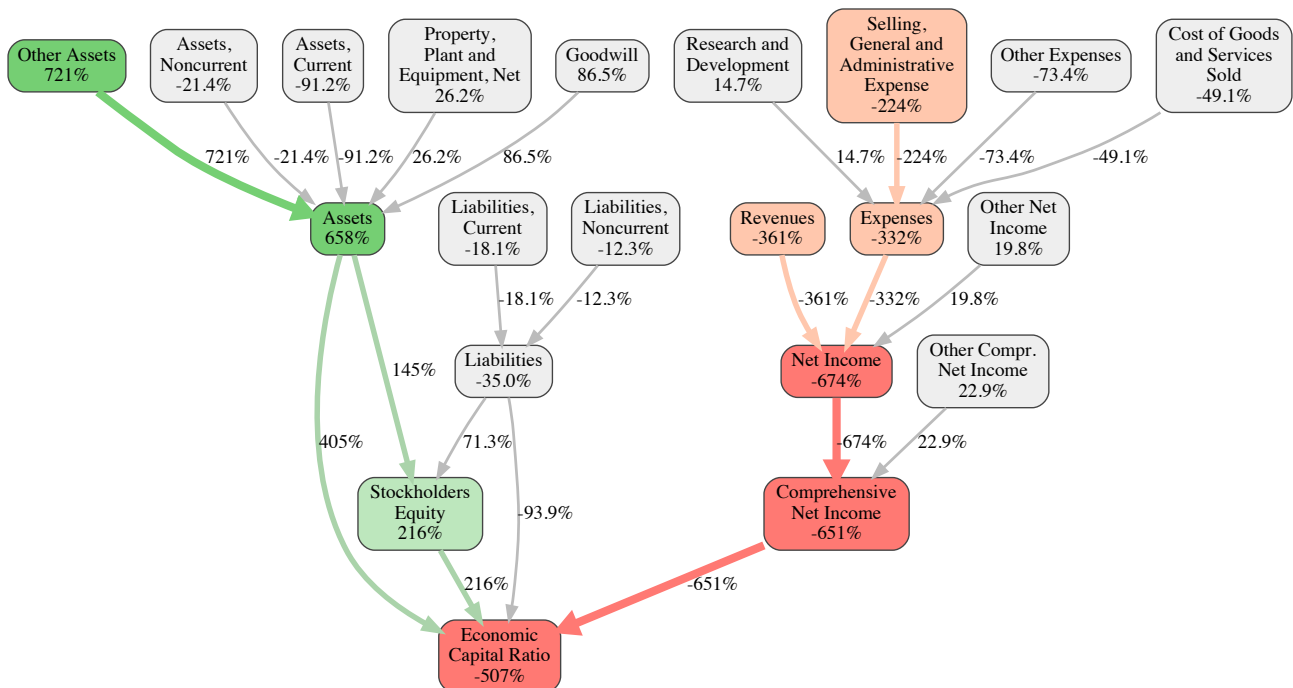 Other Assets
721%
Assets,
Noncurrent
-21.4%
Assets,
Current
-91.2%
Property,
Plant and
Equipment, Net
26.2%
Goodwill
86.5%
Research and
Development
14.7%
Selling,
General and
Administrative
Expense
-224%
Other Expenses
-73.4%
Cost of Goods
and Services
Sold
-49.1%
721%
-21.4%
-91.2%
26.2%
86.5%
14.7%
-224%
-73.4%
-49.1%
Assets
658%
Liabilities,
Current
-18.1%
Liabilities,
Noncurrent
-12.3%
Revenues
-361%
Expenses
-332%
Other Net
Income
19.8%
-18.1%
-12.3%
-361%
-332%
19.8%
145%
Liabilities
-35.0%
Net Income
-674%
Other Compr.
Net Income
22.9%
405%
71.3%
-674%
22.9%
Stockholders
Equity
216%
-93.9%
Comprehensive
Net Income
-651%
216%
-651%
Economic
Capital Ratio
-507%